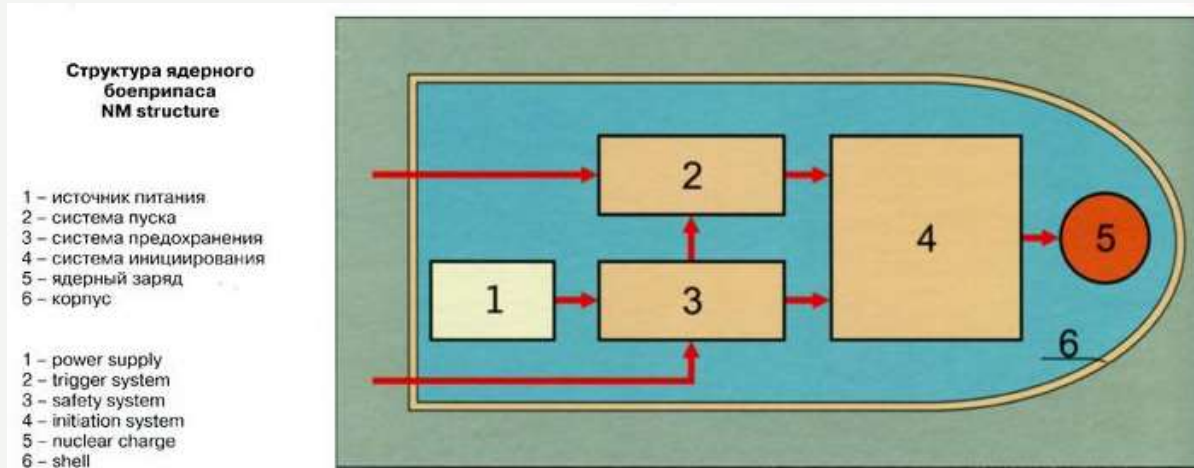 Структура ядерного
боеприпаса
NM structure
1 – источник питания
2 – система пуска
3 – система предохранения
4 – система инициирования
5 – ядерный заряд
6 – корпус
1 – power supply
2 – trigger system
3 – safety system
4 – initiation system
5 – nuclear charge
6 – shell
2
4
5
1
3
6